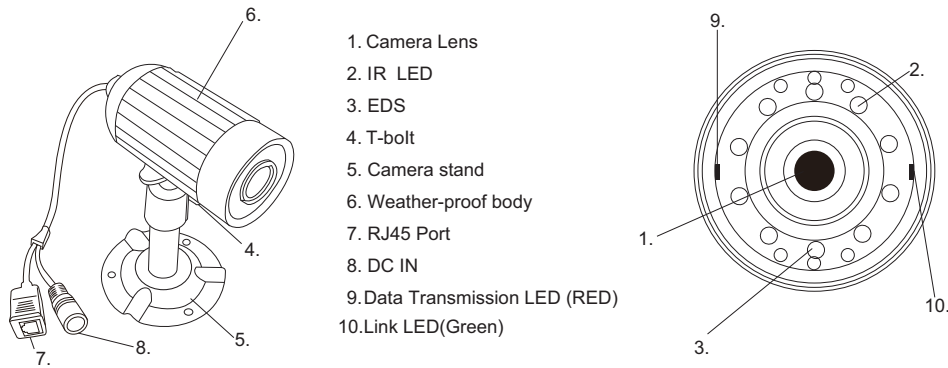 6.
4.
5.
7.
8.
1. Camera Lens
2. IR LED
3. EDS
4. T-bolt
5. Camera stand
6. Weather-proof body
7. RJ45 Port
8. DC IN
9.Data Transmission LED (RED)
10.Link LED(Green)
9.
2.
1.
10.
3.